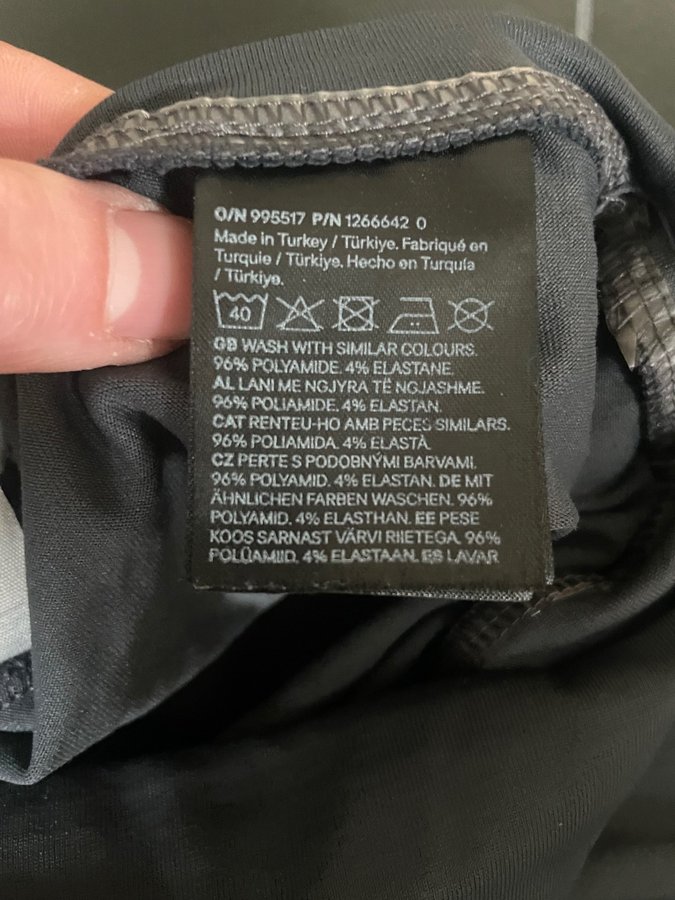 O/N 995517 P/N 1266642 0
Made in Turkey / Türkiye. Fabriqué en
Turquie / Türkiye. Hecho en Turquía
/ Türkiye.
40
GB WASH WITH SIMILAR COLOURS.
96% POLYAMIDE. 4% ELASTANE.
AL LANI ME NGJYRA TË NGJASHME.
96% POLIAMIDE. 4% ELASTAN.
CAT RENTEU-HO AMB PECES SIMILARS.
96% POLIAMIDA. 4% ELASTÀ
CZ PERTE S PODOBNÝMI BARVAMI.
96% POLYAMID. 4% ELASTAN. DE MIT
ÄHNLICHEN FARBEN WASCHEN. 96%
POLYAMID. 4% ELASTHAN. EE PESE
KOOS SARNAST VÄRVI RIIETEGA. 96%
POLÜAMIID. 4% ELASTAAN. ES LAVAR